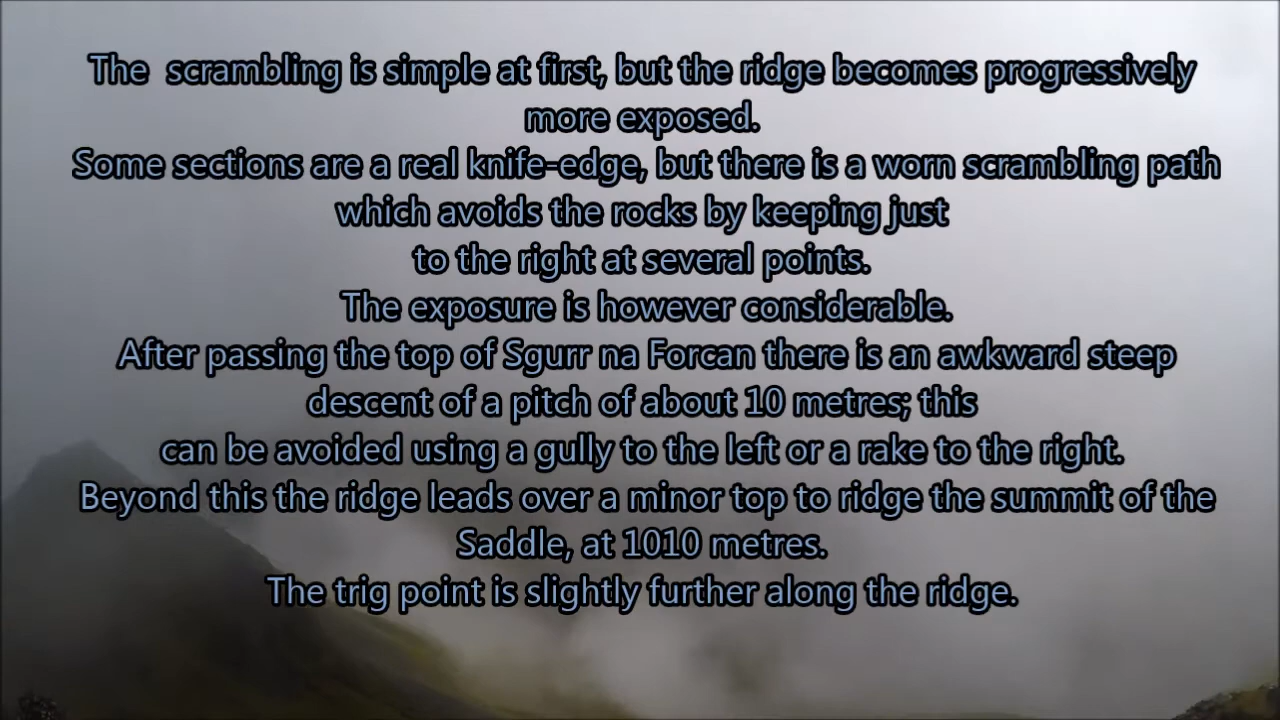 The  scrambling is simple at first, but the ridge becomes progressively
more exposed.
Some sections are a real knife-edge, but there is a worn scrambling path
which avoids the rocks by keeping just
to the right at several points.
The exposure is however considerable.
After passing the top of Sgurr na Forcan there is an awkward steep
descent of a pitch of about 10 metres; this
can be avoided using a gully to the left or a rake to the right.
Beyond this the ridge leads over a minor top to ridge the summit of the
Saddle, at 1010 metres.
The trig point is slightly further along the ridge.